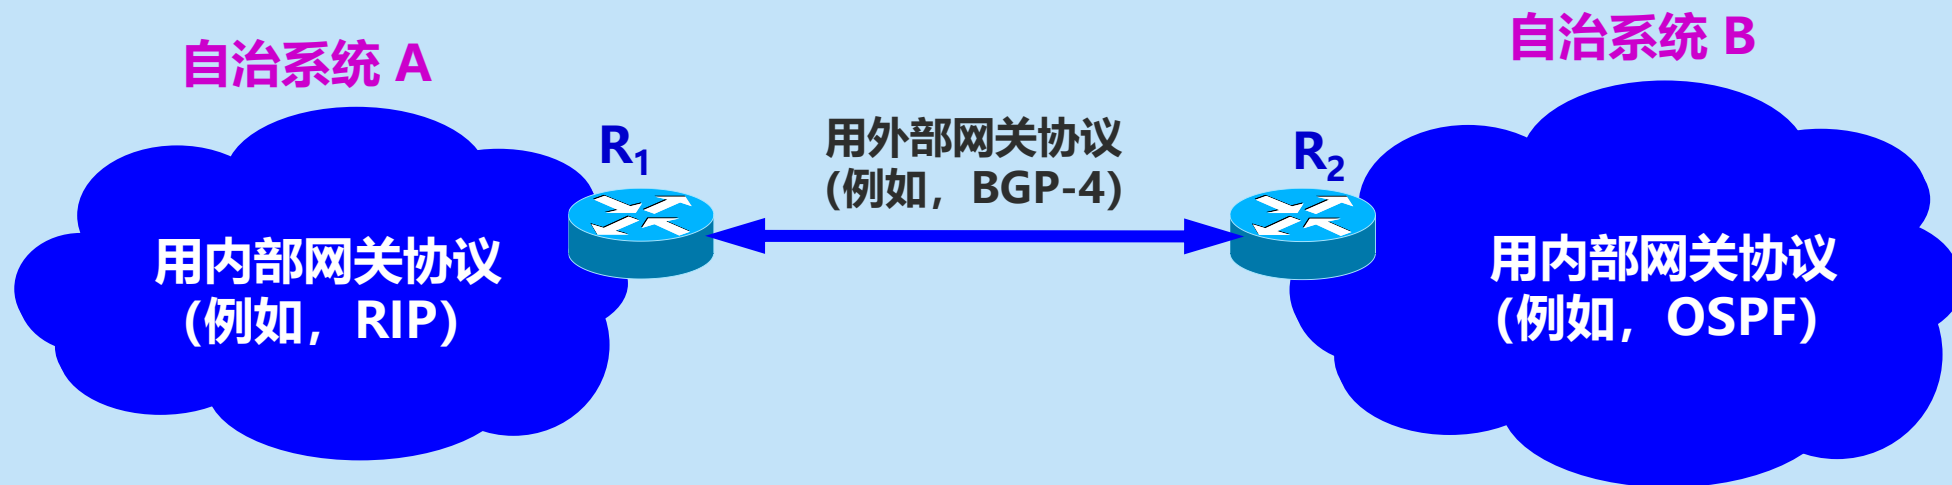 自治系统 A
自治系统 B
R1
用外部网关协议
(例如，BGP-4)
R2
用内部网关协议
(例如，RIP)
用内部网关协议
(例如，OSPF)